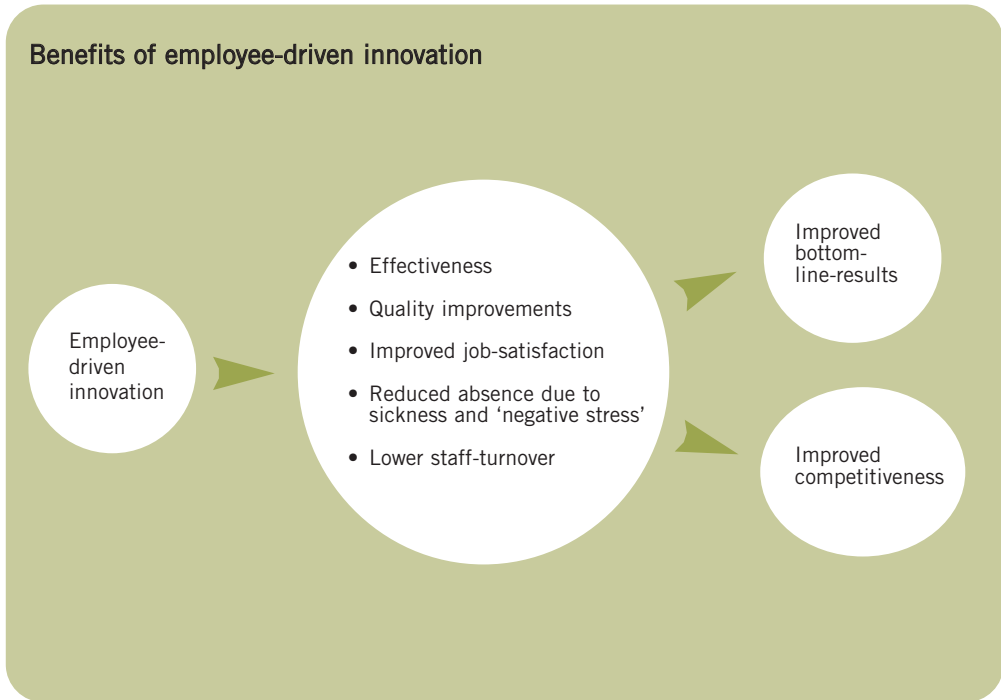 Benefits of employee-driven innovation
Employee-
driven
innovation
• Effectiveness
• Quality improvements
• Improved job-satisfaction
• Reduced absence due to
sickness and ‘negative stress’
• Lower staff-turnover
Improved
bottom-
line-results
Improved
competitiveness